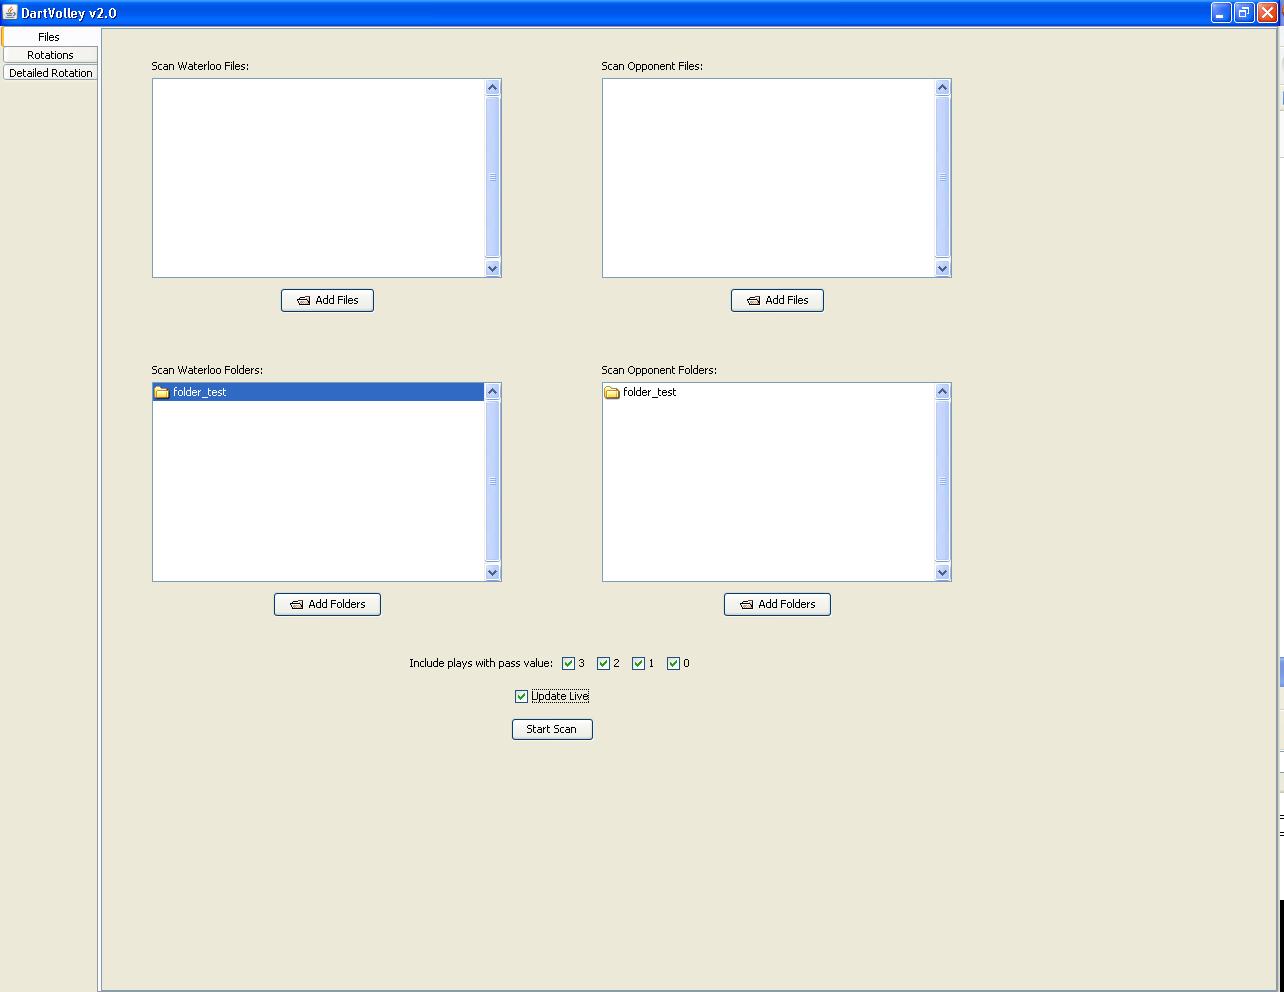 DartVolley v2.0
Files
Rotations
Detailed Rotation
Scan Waterloo Files:
Scan Opponent Files:
Add Files
Add Files
Scan Waterloo Folders:
Scan Opponent Folders:
folder_test
folder_test
Add Folders
Add Folders
Include plays with pass value: 3 2 1 0
Update Live
Start Scan